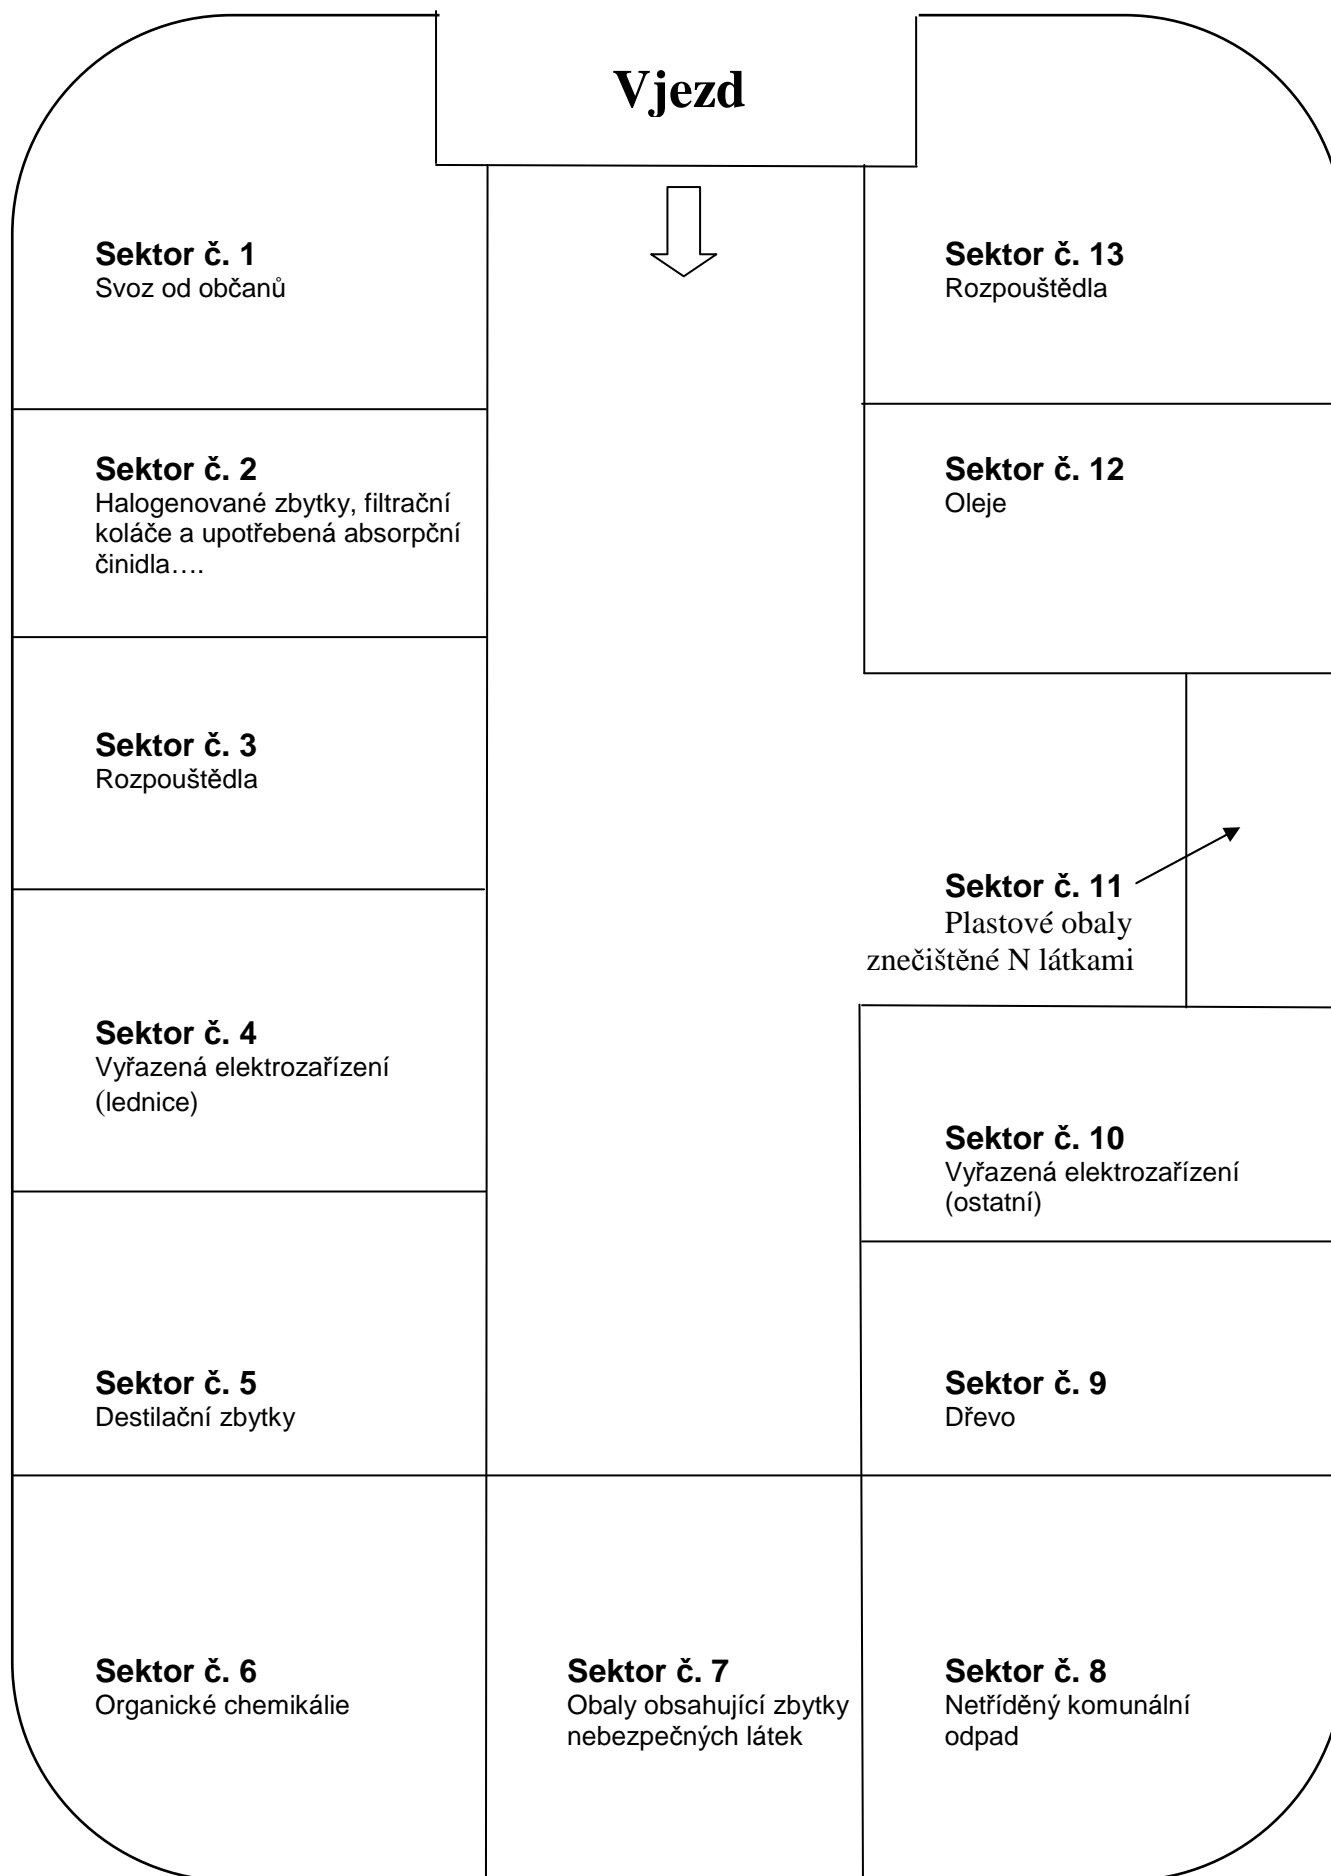 Vjezd
Sektor č. 1
Svoz od občanů
Sektor č. 13
Rozpouštědla
Sektor č. 2
Halogenované zbytky, filtrační
koláče a upotřebená absorpční
činidla….
Sektor č. 12
Oleje
Sektor č. 3
Rozpouštědla
Sektor č. 11
Plastové obaly
znečištěné N látkami
Sektor č. 4
Vyřazená elektrozařízení
(lednice)
Sektor č. 10
Vyřazená elektrozařízení
(ostatní)
Sektor č. 5
Destilační zbytky
Sektor č. 9
Dřevo
Sektor č. 6
Organické chemikálie
Sektor č. 7
Obaly obsahující zbytky
nebezpečných látek
Sektor č. 8
Netříděný komunální
odpad